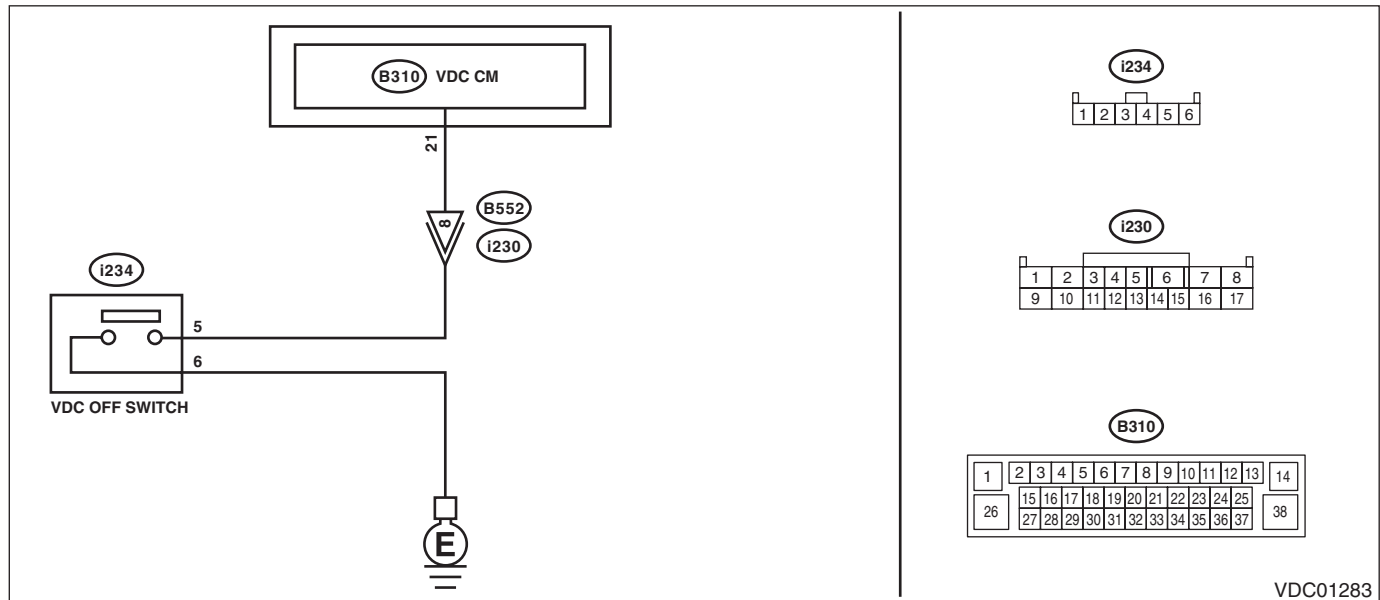 B310 VDC CM
21
8
B552
i230
i234
5
6
VDC OFF SWITCH
E
i234
1 2 3 4 5 6
i230
1 2 3 4 5 6 7 8
9 10 11 12 13 14 15 16 17
B310
1 2 3 4 5 6 7 8 9 10 11 12 13 14
15 16 17 18 19 20 21 22 23 24 25
26 27 28 29 30 31 32 33 34 35 36 37 38
VDC01283